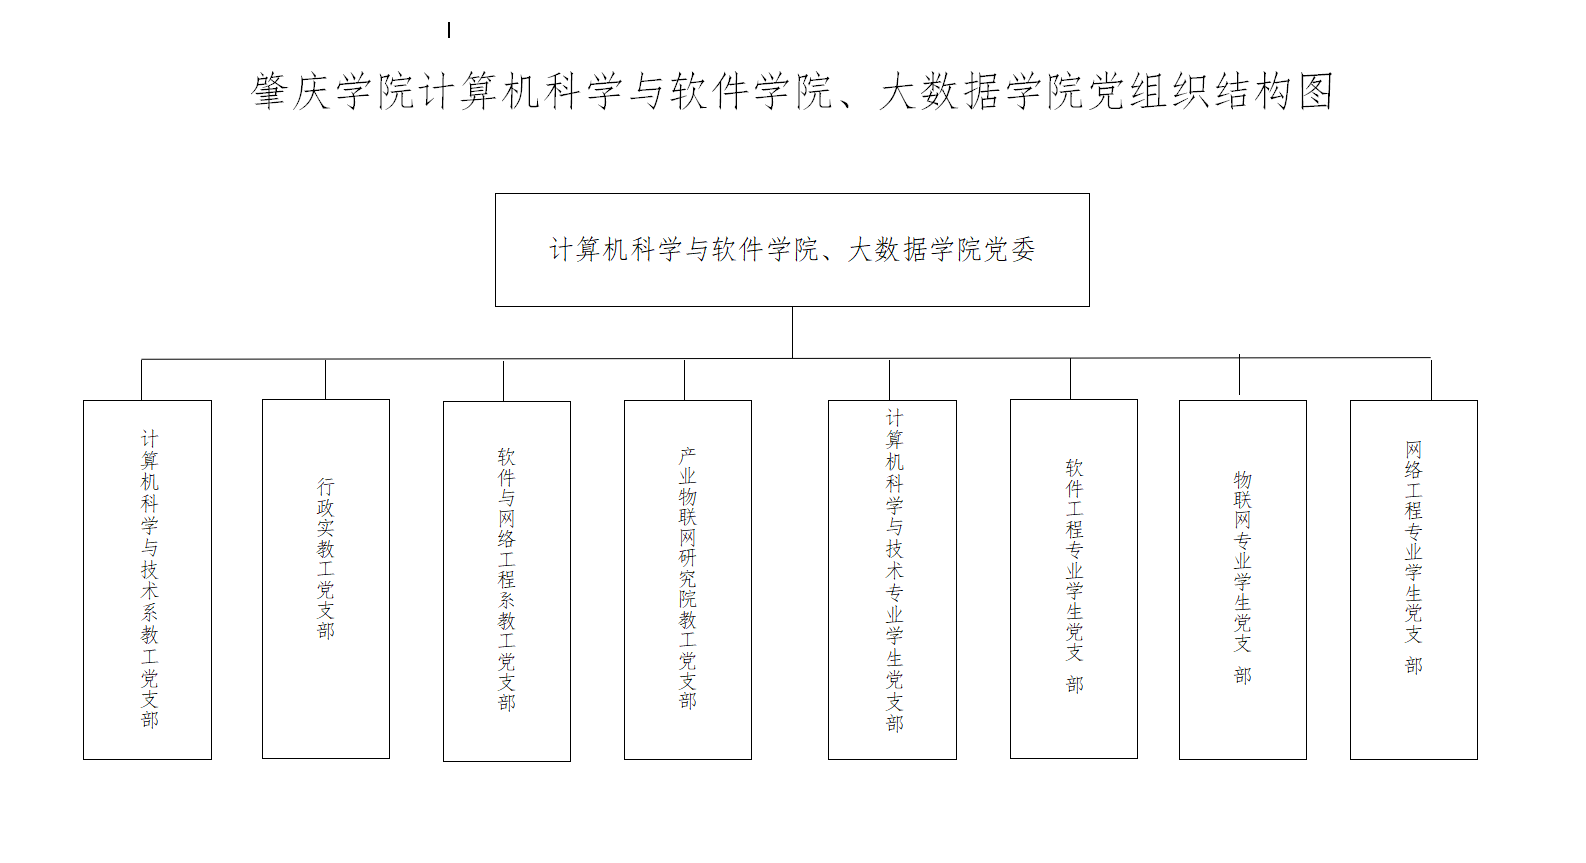 肇庆学院计算机科学与软件学院、大数据学院党组织结构图
计算机科学与软件学院、大数据学院党委
计算机科学与技术系教工党支部
行政实教工党支部
软件与网络工程系教工党支部
产业物联网研究院教工党支部
计算机科学与技术专业学生党支部
软件工程专业学生党支 部
物联网专业学生党支 部
网络工程专业学生党支 部